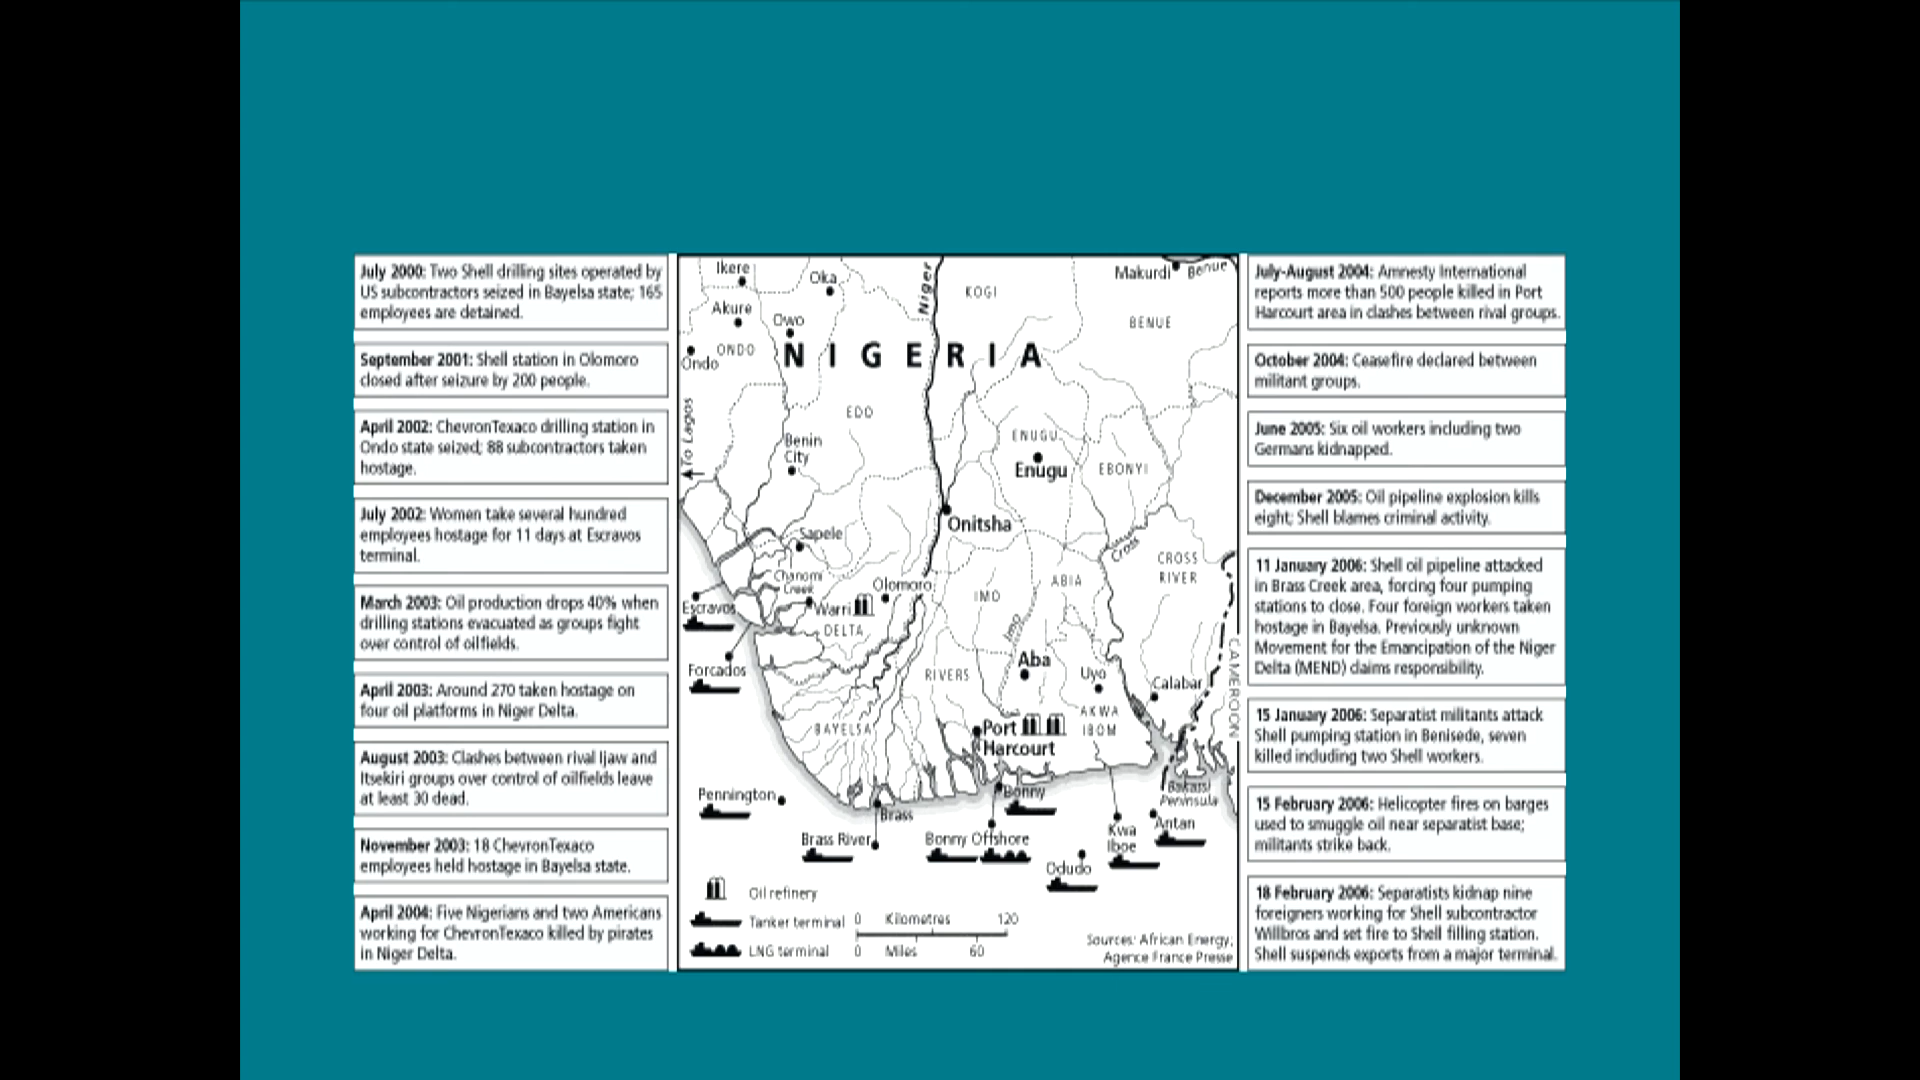 July 2000: Two Shell drilling sites operated by
US subcontractors seized in Bayelsa state; 165
employees are detained.
September 2001: Shell station in Olomoro
closed after seizure by 200 people.
April 2002: ChevronTexaco drilling station in
Ondo state seized; 88 subcontractors taken
hostage.
July 2002: Women take several hundred
employees hostage for 11 days at Escravos
terminal.
March 2003: Oil production drops 40% when
drilling stations evacuated as groups fight
over control of oilfields.
April 2003: Around 270 taken hostage on
four oil platforms in Niger Delta.
August 2003: Clashes between rival Ijaw and
Itsekiri groups over control of oilfields leave
at least 30 dead.
November 2003: 18 ChevronTexaco
employees held hostage in Bayelsa state.
April 2004: Five Nigerians and two Americans
working for ChevronTexaco killed by pirates
in Niger Delta.
Ikere
Oka
Niger
KOGI
Makurdi
Benue
Akure
Owo
BENUE
ONDO
Ondo
NIGERIA
EDO
To Lagos
Benin
City
ENUGU
Enugu
EBONYI
Onitsha
Sapele
Cross
CROSS
RIVER
Chanomi
Creek
Olomoro
ABIA
IMO
Escravos
Warri
DELTA
Imo
CAMEROON
Forcados
Aba
RIVERS
Uyo
Calabar
AKWA
IBOM
BAYELSA
Port
Harcourt
Pennington
Bonny
Bakassi
Peninsula
Brass
Antan
Brass River
Bonny Offshore
Kwa
Iboe
Odudo
Oil refinery
Tanker terminal
LNG terminal
0 Kilometres 120
0 Miles 60
Sources: African Energy;
Agence France Presse
July-August 2004: Amnesty International
reports more than 500 people killed in Port
Harcourt area in clashes between rival groups.
October 2004: Ceasefire declared between
militant groups.
June 2005: Six oil workers including two
Germans kidnapped.
December 2005: Oil pipeline explosion kills
eight; Shell blames criminal activity.
11 January 2006: Shell oil pipeline attacked
in Brass Creek area, forcing four pumping
stations to close. Four foreign workers taken
hostage in Bayelsa. Previously unknown
Movement for the Emancipation of the Niger
Delta (MEND) claims responsibility.
15 January 2006: Separatist militants attack
Shell pumping station in Benisede, seven
killed including two Shell workers.
15 February 2006: Helicopter fires on barges
used to smuggle oil near separatist base;
militants strike back.
18 February 2006: Separatists kidnap nine
foreigners working for Shell subcontractor
Willbros and set fire to Shell filling station.
Shell suspends exports from a major terminal.